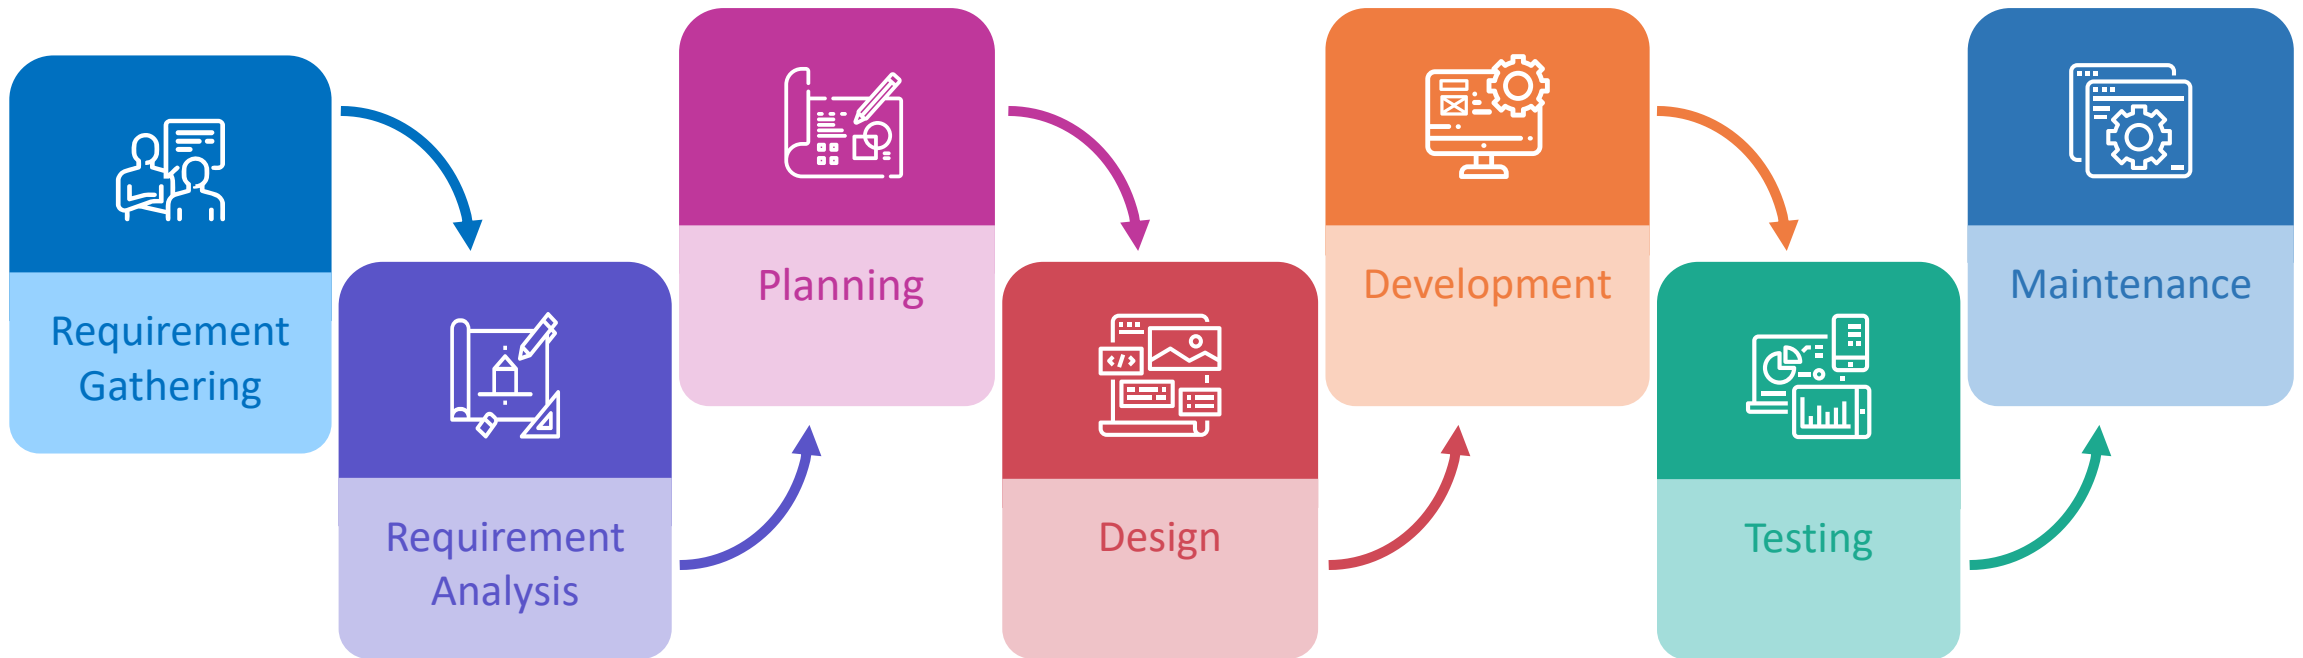 Requirement
Gathering
Requirement
Analysis
Planning
Design
Development
Testing
Maintenance